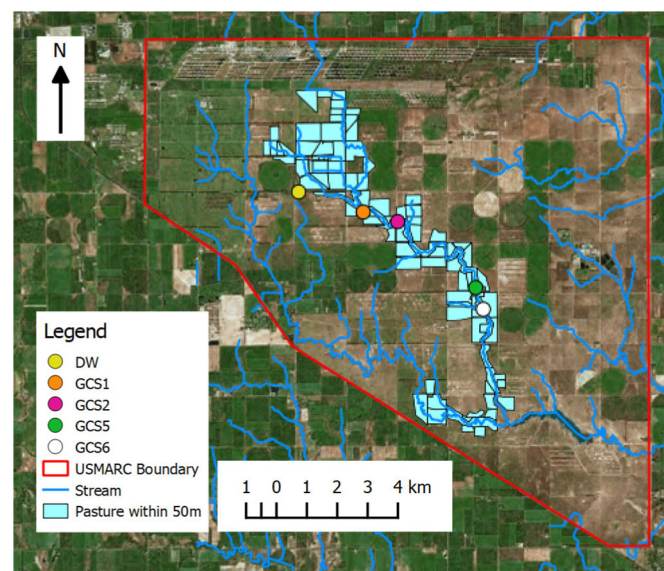 N
Legend
DW
GCS1
GCS2
GCS5
GCS6
USMARC Boundary
Stream
Pasture within 50m
1 0 1 2 3 4 km